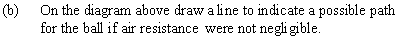 (b) On the diagram above draw a line to indicate a possible path
for the ball if air resistance were not negligible.